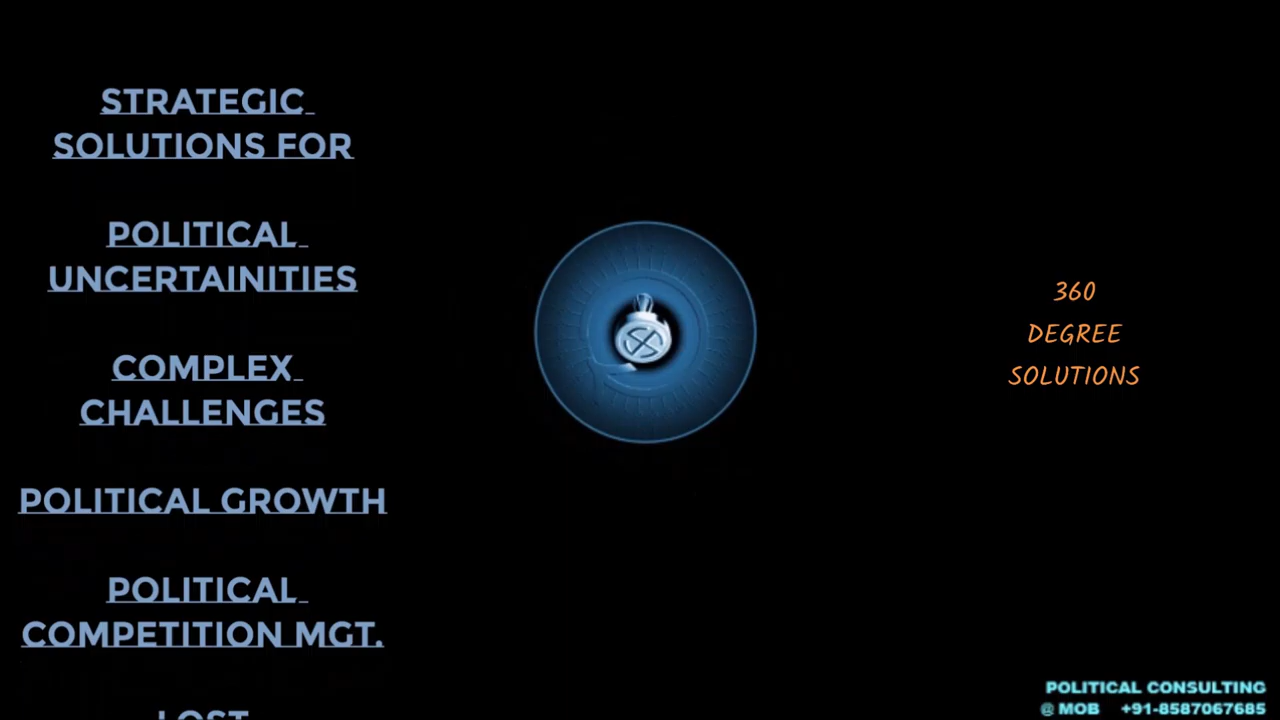 STRATEGIC
SOLUTIONS FOR
POLITICAL
UNCERTAINITIES
COMPLEX
CHALLENGES
POLITICAL GROWTH
POLITICAL
COMPETITION MGT.
LOST
360
DEGREE
SOLUTIONS
POLITICAL CONSULTING
@ MOB +91-8587067685